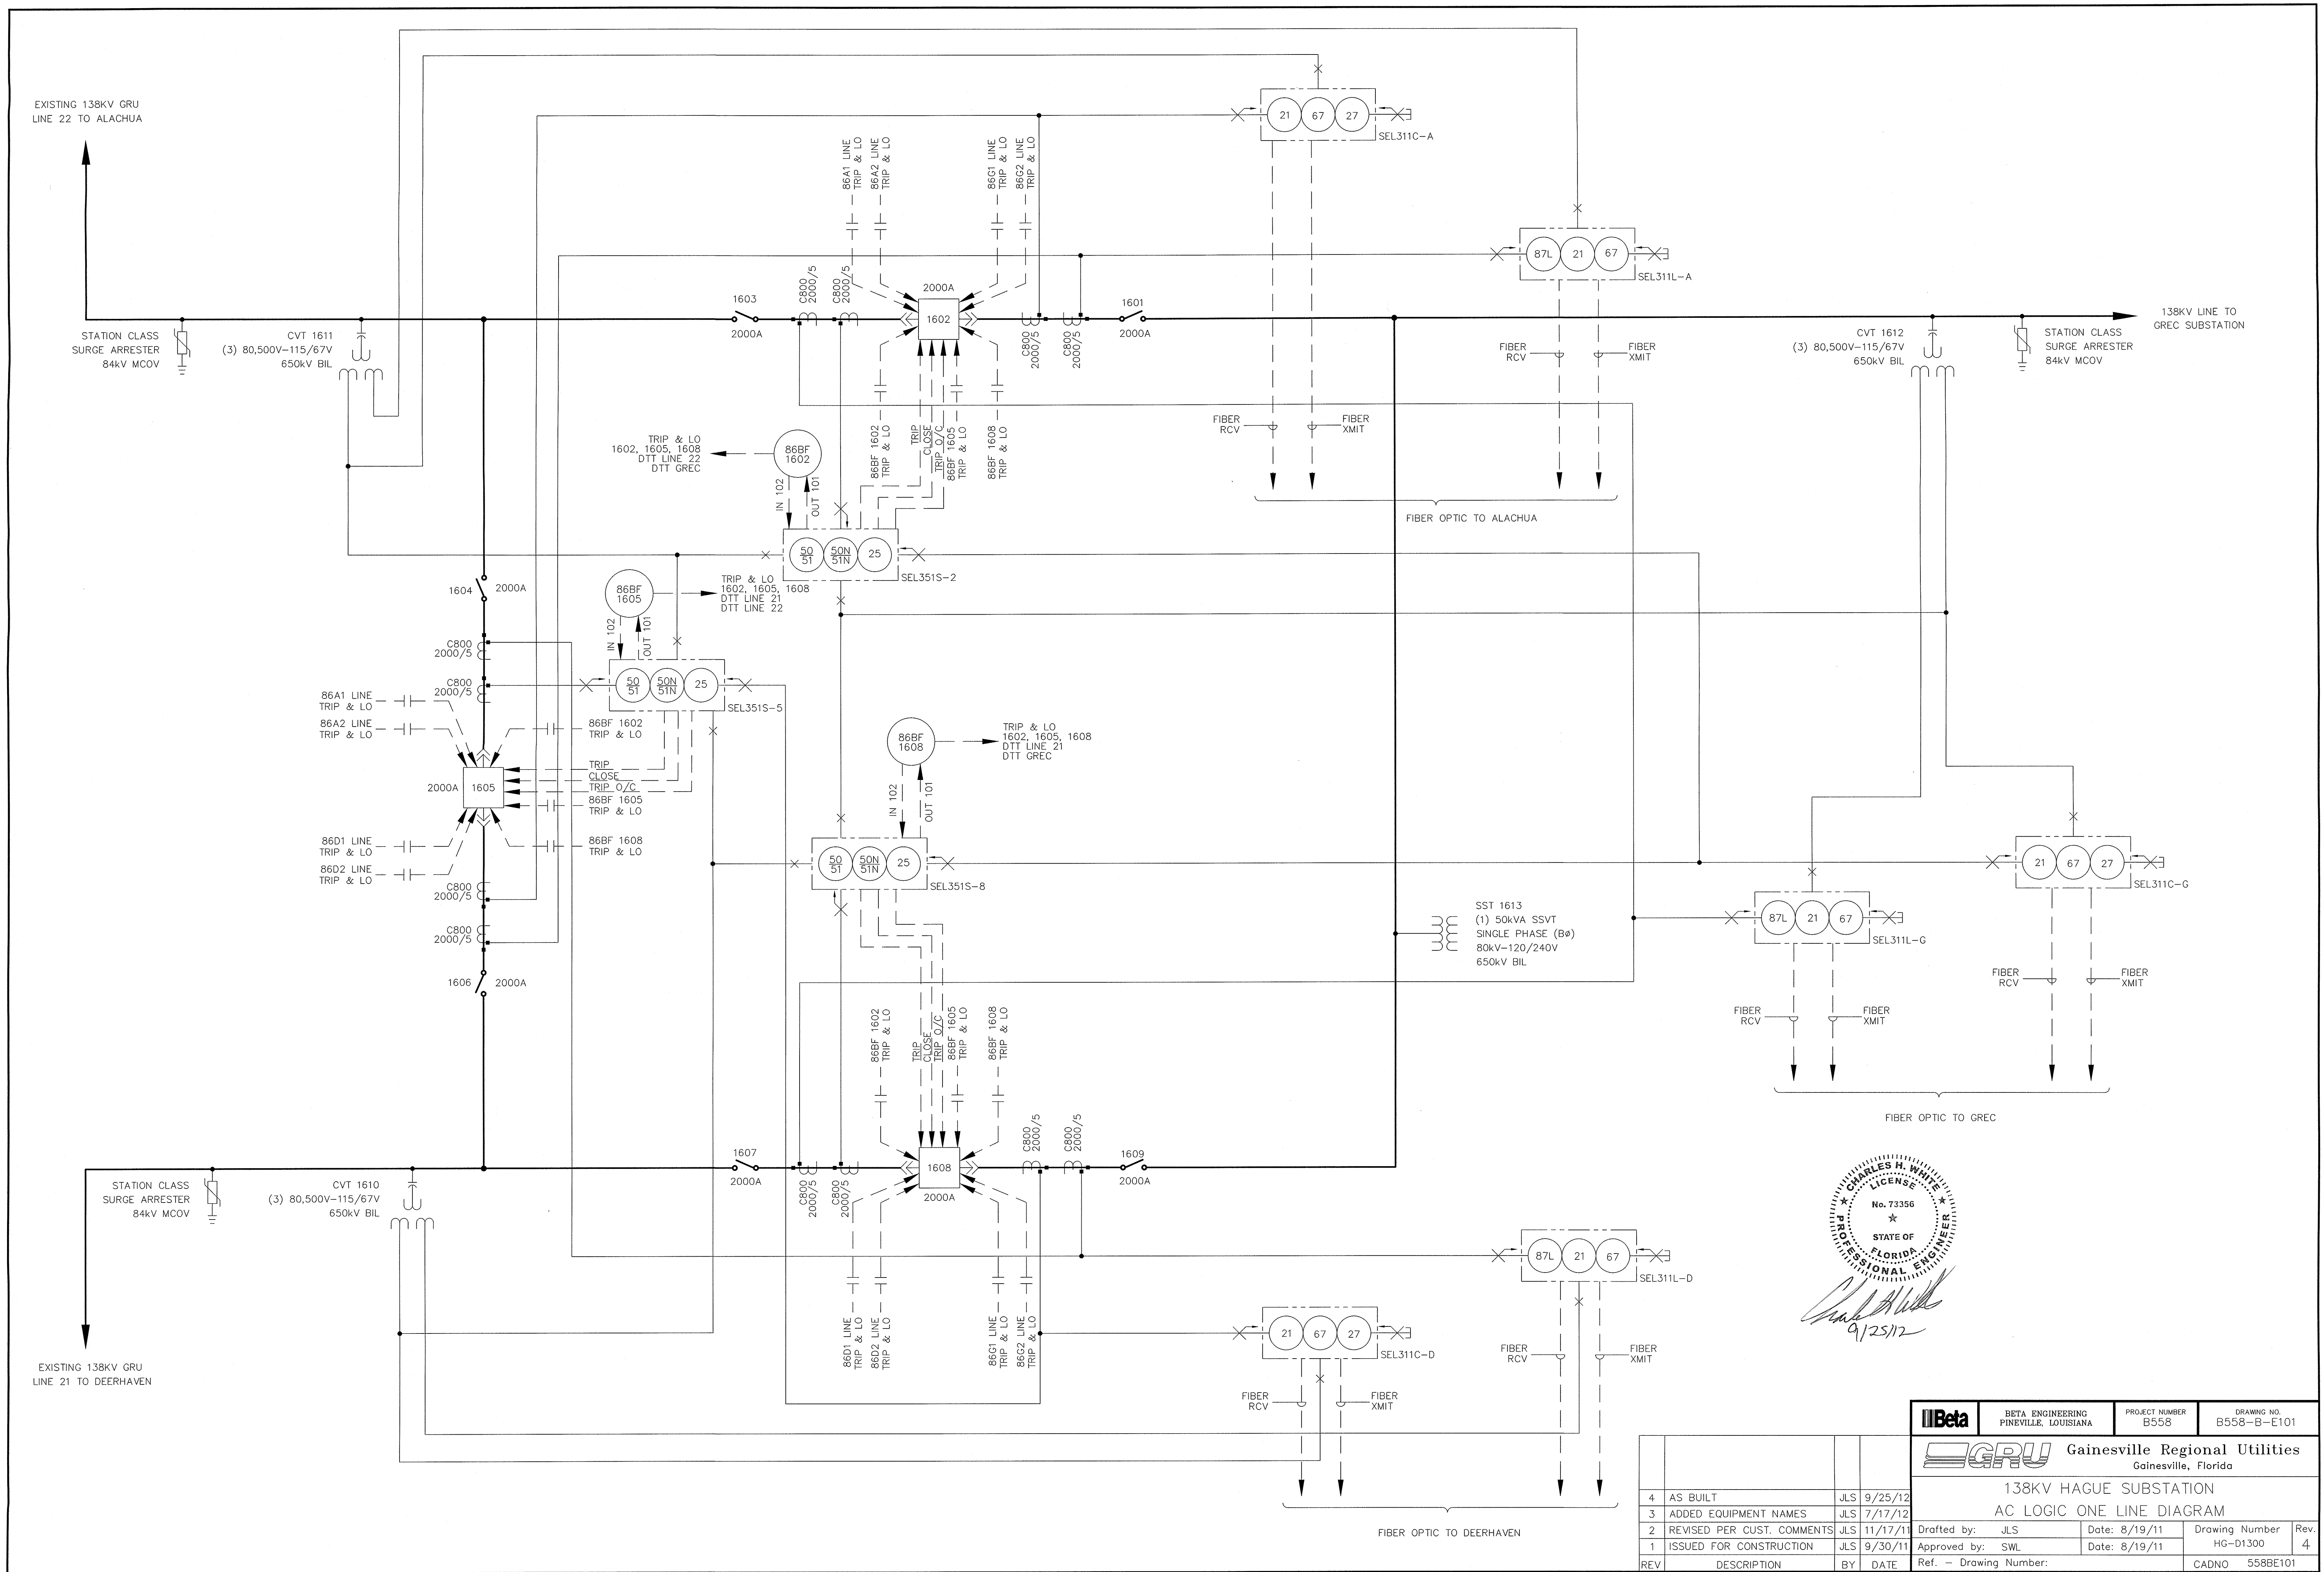 EXISTING 138KV GRU
LINE 22 TO ALACHUA
STATION CLASS
SURGE ARRESTER
84kV MCOV
CVT 1611
(3) 80,500V-115/67V
650kV BIL
1603
2000A
C800
2000/5
C800
2000/5
86A1 LINE
TRIP & LO
86A2 LINE
TRIP & LO
86G1 LINE
TRIP & LO
86G2 LINE
TRIP & LO
2000A
1602
C800
2000/5
C800
2000/5
1601
2000A
21
67
27
SEL311C-A
87L
21
67
SEL311L-A
FIBER
RCV
FIBER
XMIT
FIBER
RCV
FIBER
XMIT
FIBER OPTIC TO ALACHUA
CVT 1612
(3) 80,500V-115/67V
650kV BIL
STATION CLASS
SURGE ARRESTER
84kV MCOV
138KV LINE TO
GREC SUBSTATION
86BF 1602
TRIP & LO
TRIP
CLOSE
TRIP O/C
86BF 1605
TRIP & LO
86BF 1608
TRIP & LO
TRIP & LO
1602, 1605, 1608
DTT LINE 22
DTT GREC
86BF
1602
IN 102
OUT 101
50
51
50N
51N
25
SEL351S-2
1604
2000A
86BF
1605
TRIP & LO
1602, 1605, 1608
DTT LINE 21
DTT LINE 22
IN 102
OUT 101
50
51
50N
51N
25
SEL351S-5
C800
2000/5
C800
2000/5
86A1 LINE
TRIP & LO
86A2 LINE
TRIP & LO
86BF 1602
TRIP & LO
TRIP
CLOSE
TRIP O/C
86BF 1605
TRIP & LO
2000A
1605
86D1 LINE
TRIP & LO
86D2 LINE
TRIP & LO
86BF 1608
TRIP & LO
C800
2000/5
C800
2000/5
1606
2000A
86BF
1608
TRIP & LO
1602, 1605, 1608
DTT LINE 21
DTT GREC
IN 102
OUT 101
50
51
50N
51N
25
SEL351S-8
SST 1613
(1) 50kVA SSVT
SINGLE PHASE (BØ)
80kV-120/240V
650kV BIL
21
67
27
SEL311C-G
87L
21
67
SEL311L-G
FIBER
RCV
FIBER
XMIT
FIBER
RCV
FIBER
XMIT
FIBER OPTIC TO GREC
86BF 1602
TRIP & LO
TRIP
CLOSE
TRIP O/C
86BF 1605
TRIP & LO
86BF 1608
TRIP & LO
STATION CLASS
SURGE ARRESTER
84kV MCOV
CVT 1610
(3) 80,500V-115/67V
650kV BIL
1607
2000A
C800
2000/5
C800
2000/5
1608
2000A
C800
2000/5
C800
2000/5
1609
2000A
86D1 LINE
TRIP & LO
86D2 LINE
TRIP & LO
86G1 LINE
TRIP & LO
86G2 LINE
TRIP & LO
87L
21
67
SEL311L-D
21
67
27
SEL311C-D
FIBER
RCV
FIBER
XMIT
FIBER
RCV
FIBER
XMIT
FIBER OPTIC TO DEERHAVEN
EXISTING 138KV GRU
LINE 21 TO DEERHAVEN
CHARLES H. WHITE
LICENSE
No. 73356
STATE OF
FLORIDA
PROFESSIONAL ENGINEER
9/25/12
Beta
BETA ENGINEERING
PINEVILLE, LOUISIANA
PROJECT NUMBER
B558
DRAWING NO.
B558-B-E101
GRU
Gainesville Regional Utilities
Gainesville, Florida
138KV HAGUE SUBSTATION
AC LOGIC ONE LINE DIAGRAM
Drafted by: JLS Date: 8/19/11
Approved by: SWL Date: 8/19/11
Drawing Number
HG-D1300
Rev.
4
Ref. - Drawing Number:
CADNO 558BE101
4 AS BUILT JLS 9/25/12
3 ADDED EQUIPMENT NAMES JLS 7/17/12
2 REVISED PER CUST. COMMENTS JLS 11/17/11
1 ISSUED FOR CONSTRUCTION JLS 9/30/11
REV DESCRIPTION BY DATE